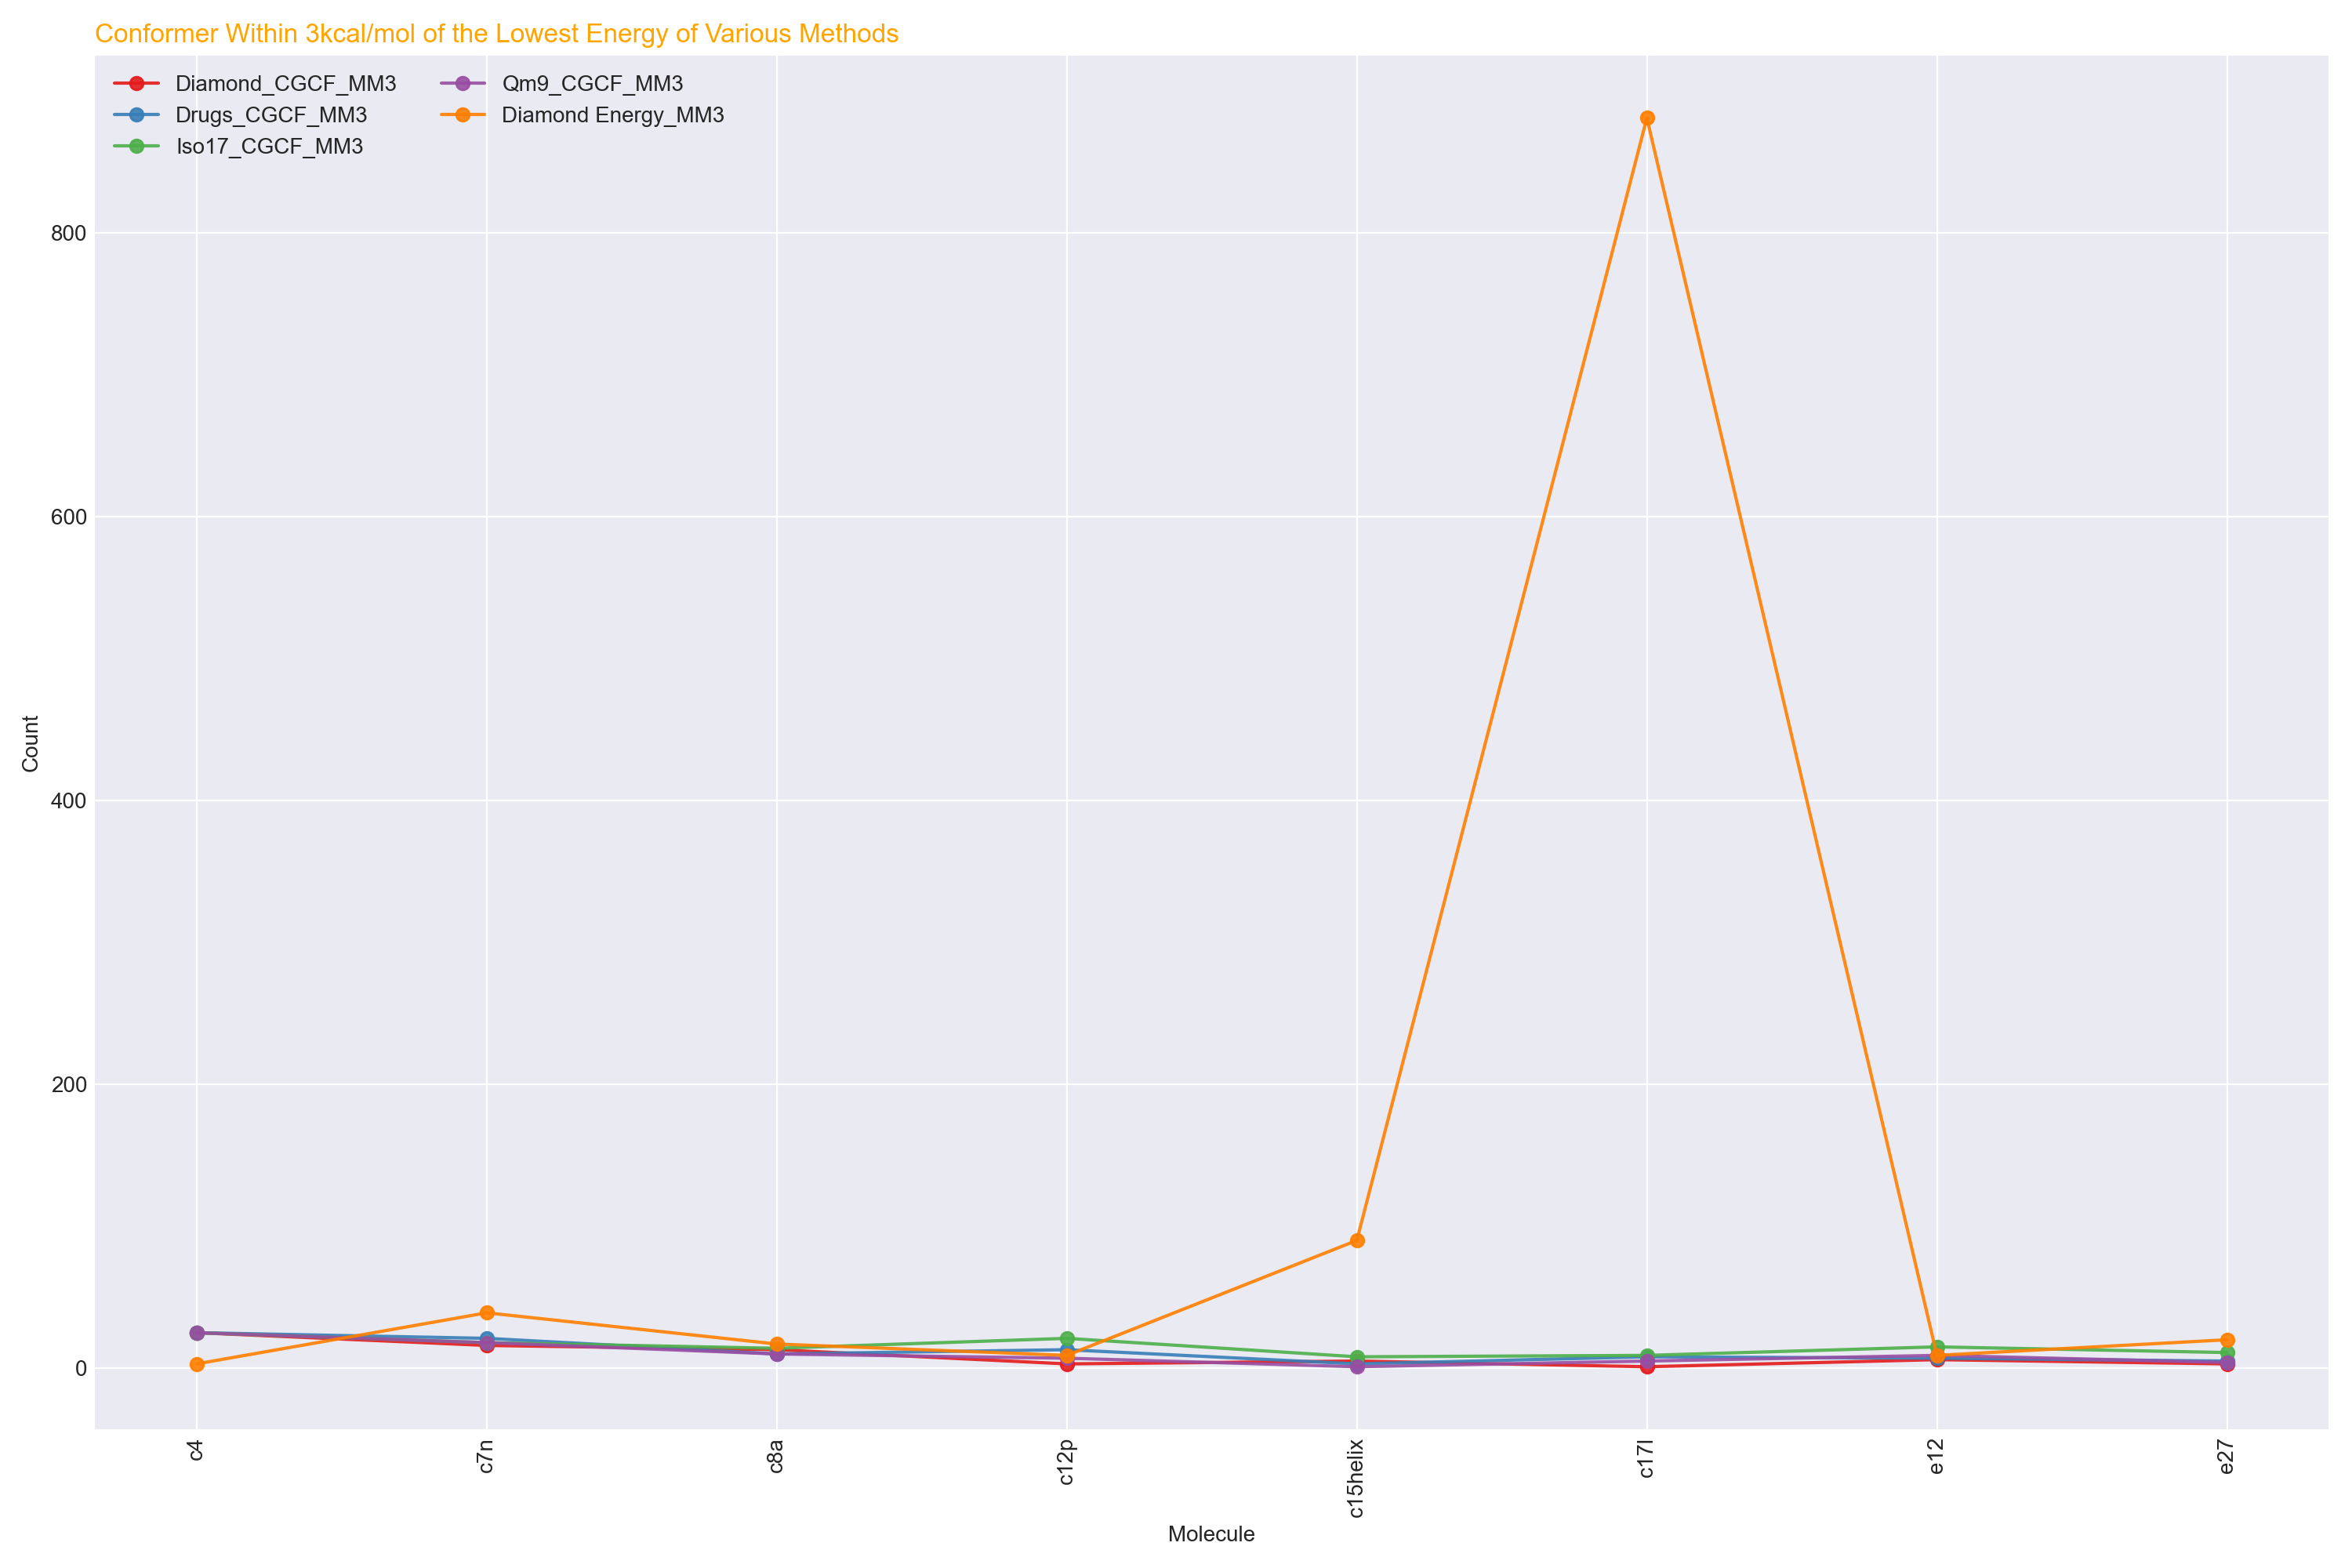 Conformer Within 3kcal/mol of the Lowest Energy of Various Methods
Diamond_CGCF_MM3
Drugs_CGCF_MM3
Iso17_CGCF_MM3
Qm9_CGCF_MM3
Diamond Energy_MM3
800
600
400
200
0
Count
c4
c7n
c8a
c12p
c15helix
c17l
e12
e27
Molecule